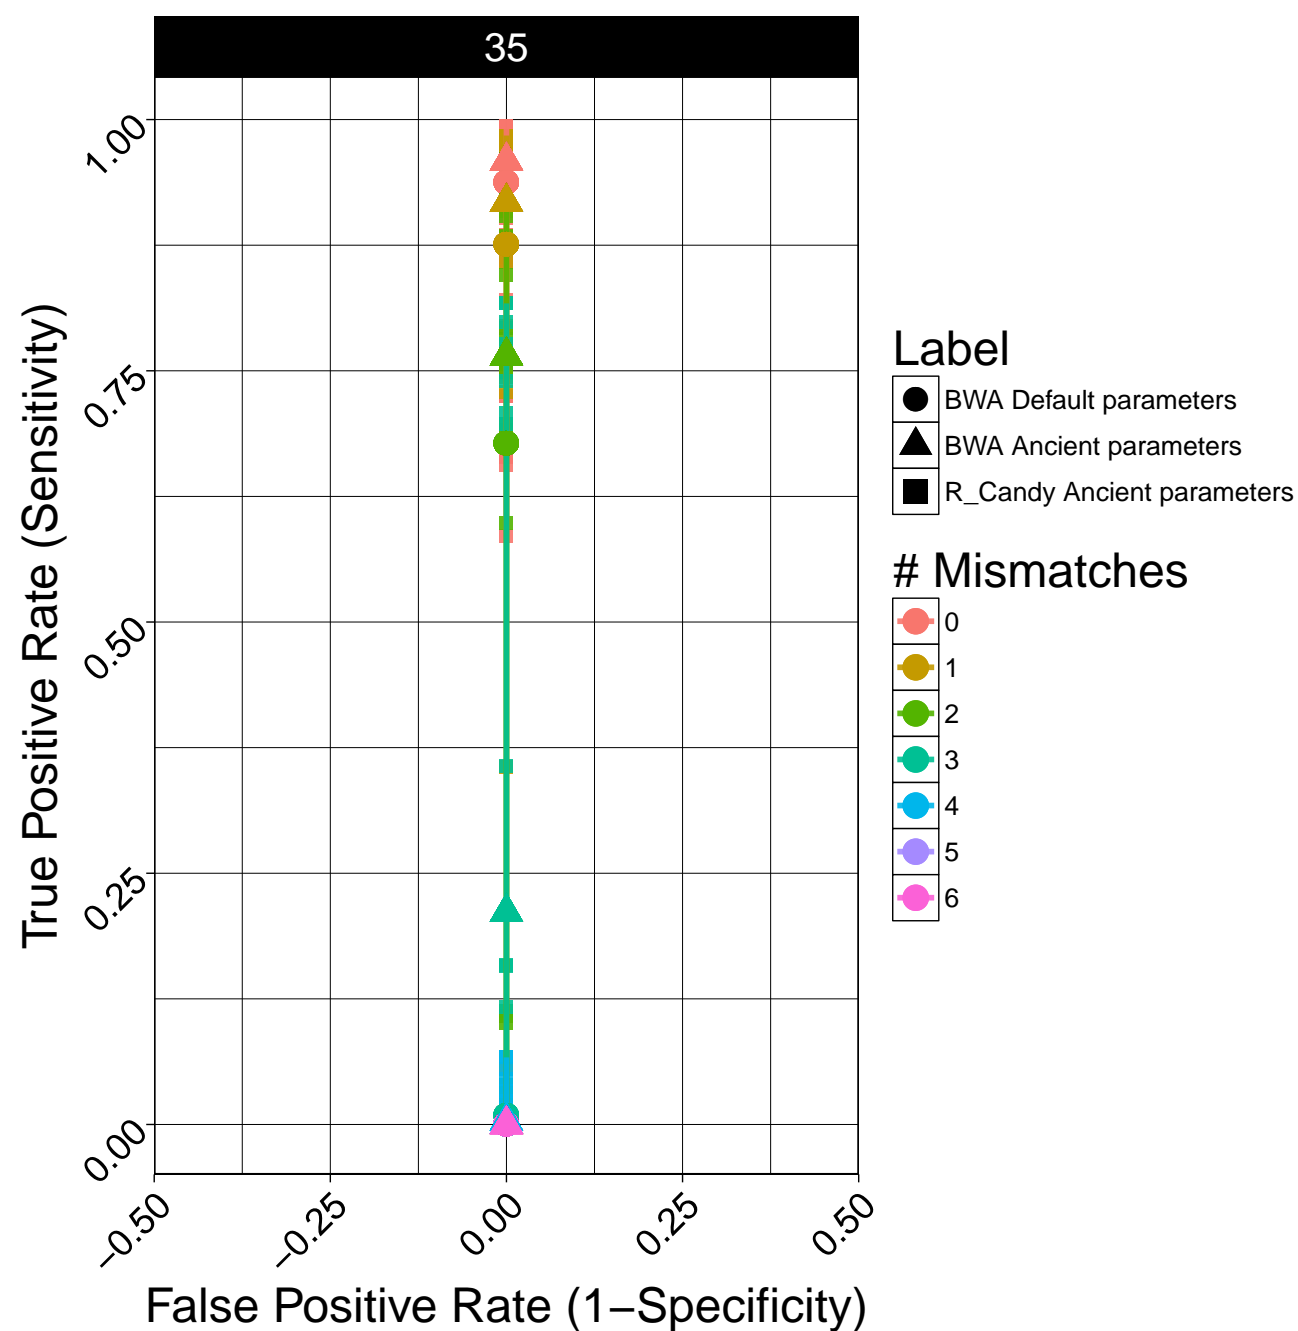 35
True Positive Rate (Sensitivity)
1.00
0.75
0.50
0.25
0.00
−0.50
−0.25
0.00
0.25
0.50
False Positive Rate (1−Specificity)
Label
BWA Default parameters
BWA Ancient parameters
R_Candy Ancient parameters
# Mismatches
0
1
2
3
4
5
6